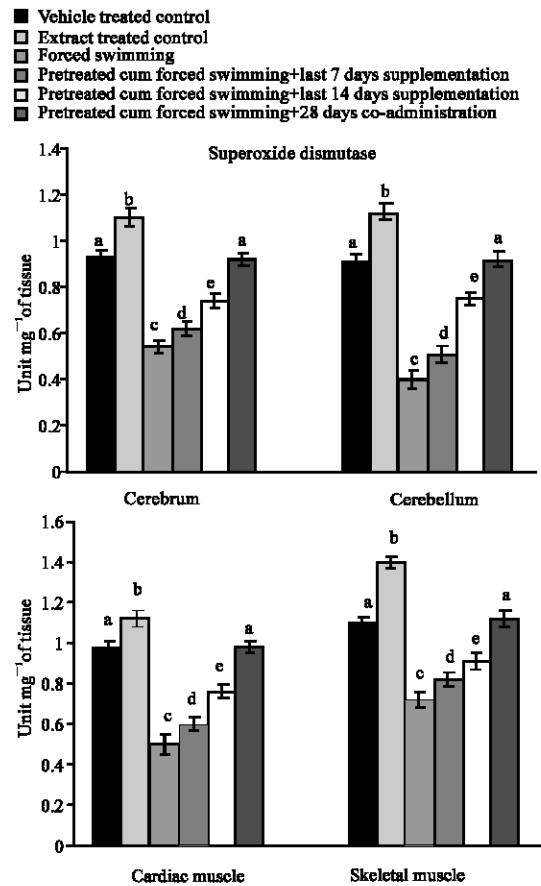 Vehicle treated control
Extract treated control
Forced swimming
Pretreated cum forced swimming+last 7 days supplementation
Pretreated cum forced swimming+last 14 days supplementation
Pretreated cum forced swimming+28 days co-administration
Superoxide dismutase
1.4
1.2
1
0.8
0.6
0.4
0.2
0
Unit mg⁻¹ of tissue
a b c d e a
a b c d e a
Cerebrum Cerebellum
1.6
1.4
1.2
1
0.8
0.6
0.4
0.2
0
Unit mg⁻¹ of tissue
a b c d e a
a b c d e a
Cardiac muscle Skeletal muscle